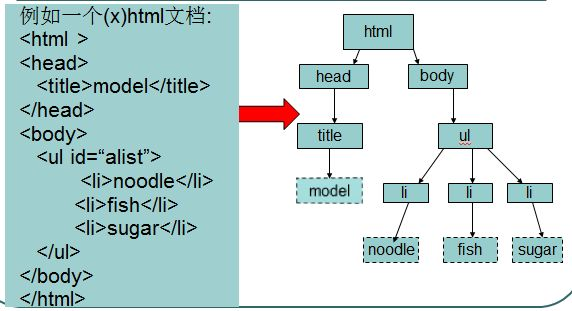 例如一个(x)html文档:
<html >
<head>
<title>model</title>
</head>
<body>
<ul id=“alist”>
<li>noodle</li>
<li>fish</li>
<li>sugar</li>
</ul>
</body>
</html>
html
head body
title ul
model li li li
noodle fish sugar